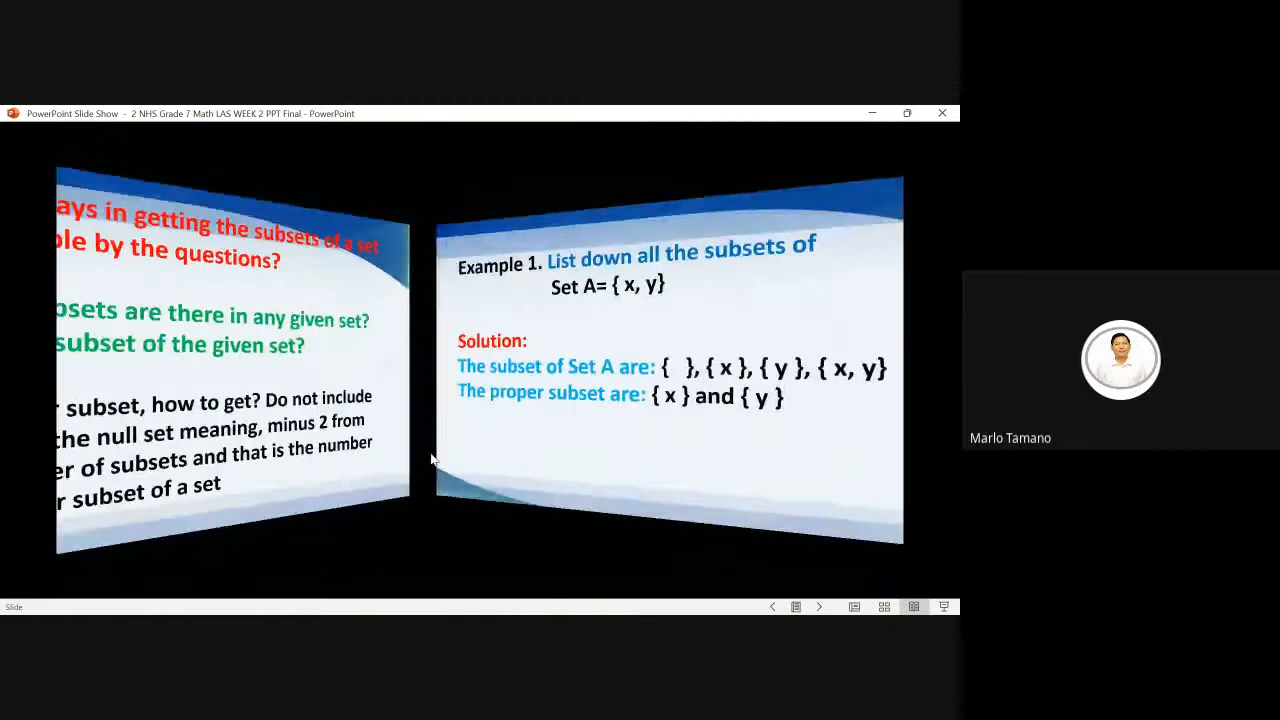 PowerPoint Slide Show - 2 NHS Grade 7 Math LAS WEEK 2 PPT Final - PowerPoint
ays in getting the subsets of a set
ble by the questions?
bsets are there in any given set?
subset of the given set?
r subset, how to get? Do not include
the null set meaning, minus 2 from
er of subsets and that is the number
r subset of a set
Example 1. List down all the subsets of
Set A= { x, y}
Solution:
The subset of Set A are: {  }, { x }, { y }, { x, y}
The proper subset are: { x } and { y }
Marlo Tamano
Slide